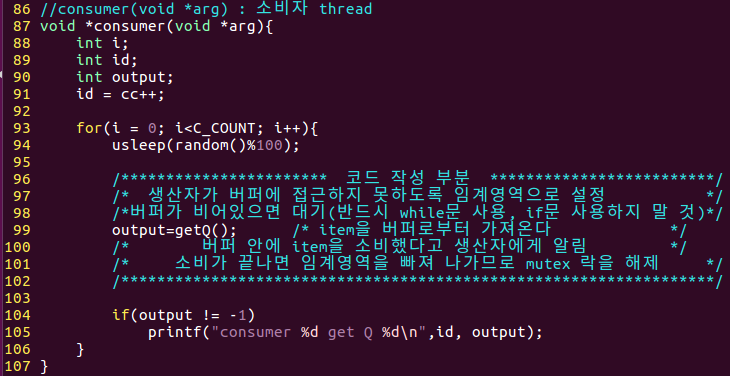 86 //consumer(void *arg) : 소비자 thread
87 void *consumer(void *arg){
88     int i;
89     int id;
90     int output;
91     id = cc++;
92
93     for(i = 0; i<C_COUNT; i++){
94         usleep(random()%100);
95
96         /*********************** 코드 작성 부분 *************************/
97         /* 생산자가 버퍼에 접근하지 못하도록 임계영역으로 설정 */
98         /*버퍼가 비어있으면 대기(반드시 while문 사용, if문 사용하지 말 것)*/
99         output=getQ();      /* item을 버퍼로부터 가져온다 */
100         /* 버퍼 안에 item을 소비했다고 생산자에게 알림 */
101         /* 소비가 끝나면 임계영역을 빠져 나가므로 mutex 락을 해제 */
102         /******************************************************************/
103
104         if(output != -1)
105             printf("consumer %d get Q %d\n",id, output);
106     }
107 }